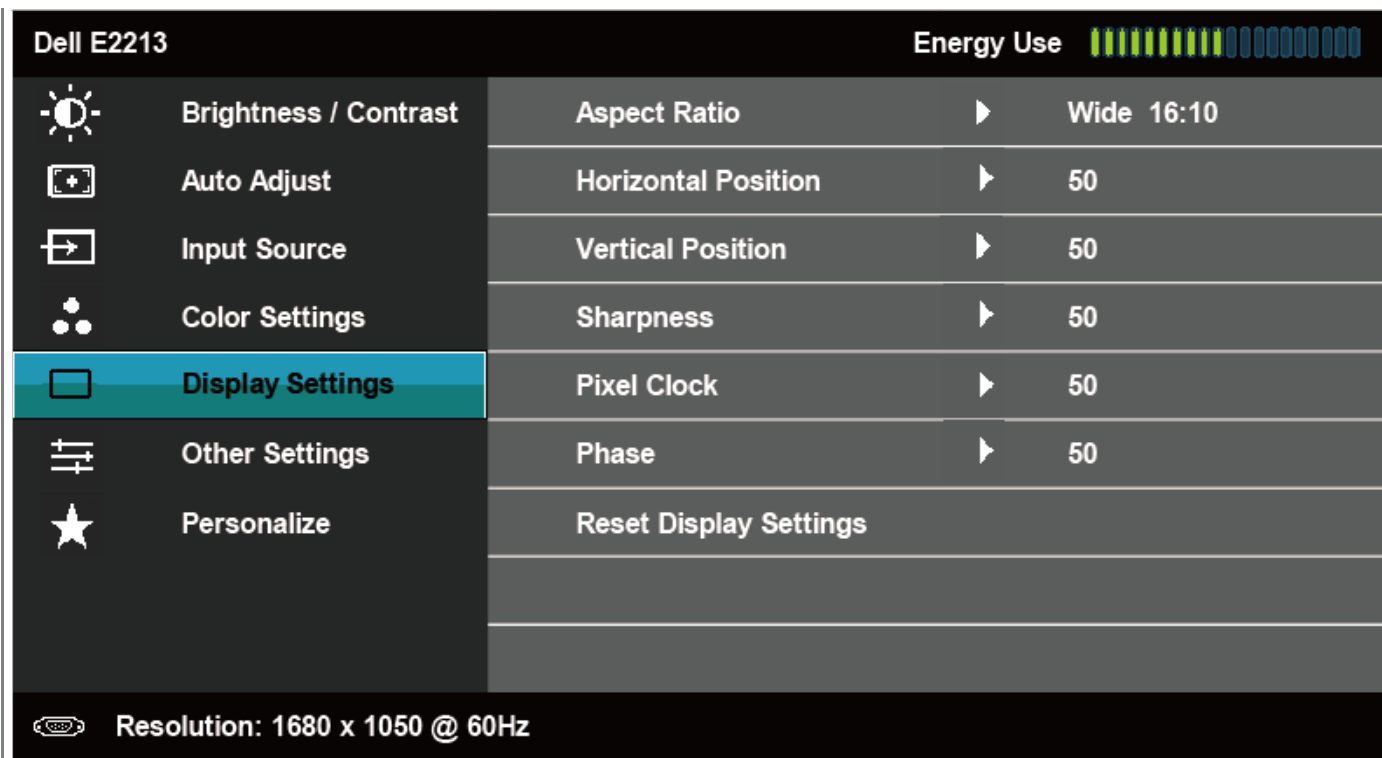 Dell E2213 Energy Use
Brightness / Contrast Aspect Ratio Wide 16:10
Auto Adjust Horizontal Position 50
Input Source Vertical Position 50
Color Settings Sharpness 50
Display Settings Pixel Clock 50
Other Settings Phase 50
Personalize Reset Display Settings
Resolution: 1680 x 1050 @ 60Hz